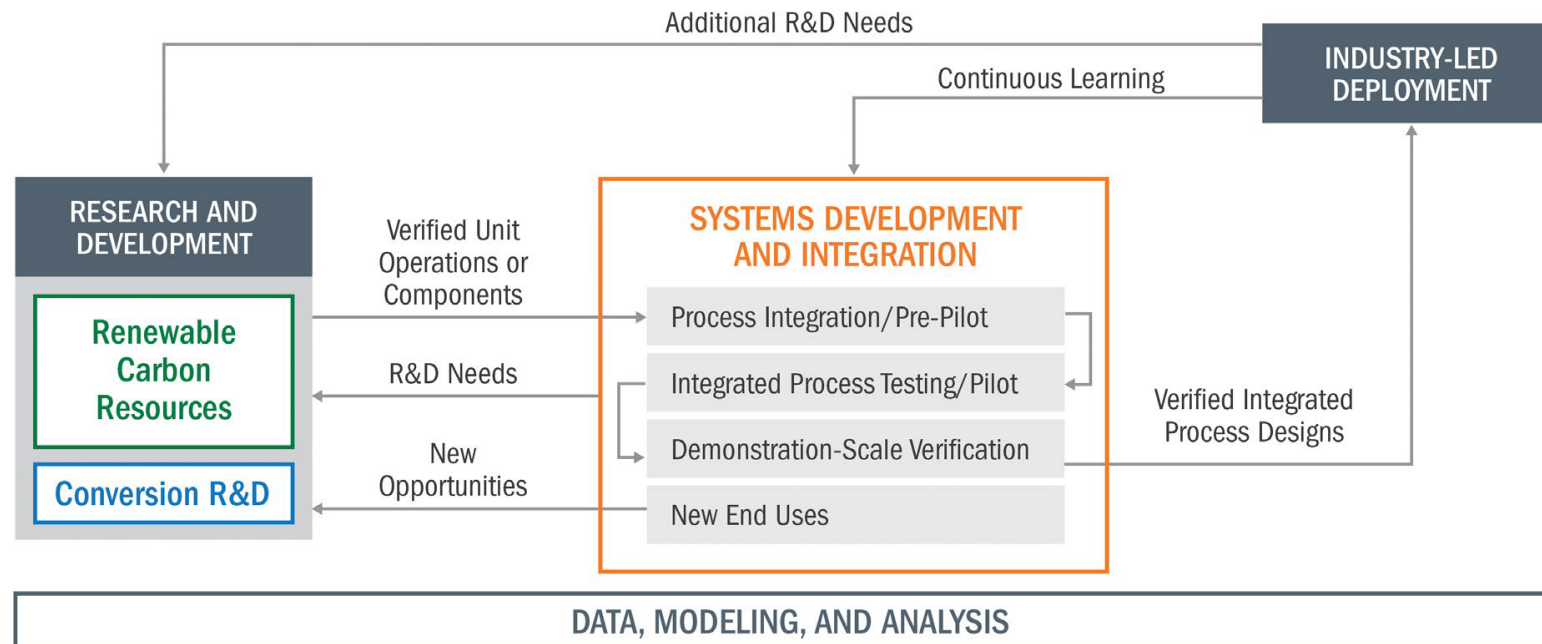 Additional R&D Needs
INDUSTRY-LED
DEPLOYMENT
Continuous Learning
RESEARCH AND
DEVELOPMENT
Renewable
Carbon
Resources
Conversion R&D
Verified Unit
Operations or
Components
R&D Needs
New
Opportunities
SYSTEMS DEVELOPMENT
AND INTEGRATION
Process Integration/Pre-Pilot
Integrated Process Testing/Pilot
Demonstration-Scale Verification
New End Uses
Verified Integrated
Process Designs
DATA, MODELING, AND ANALYSIS